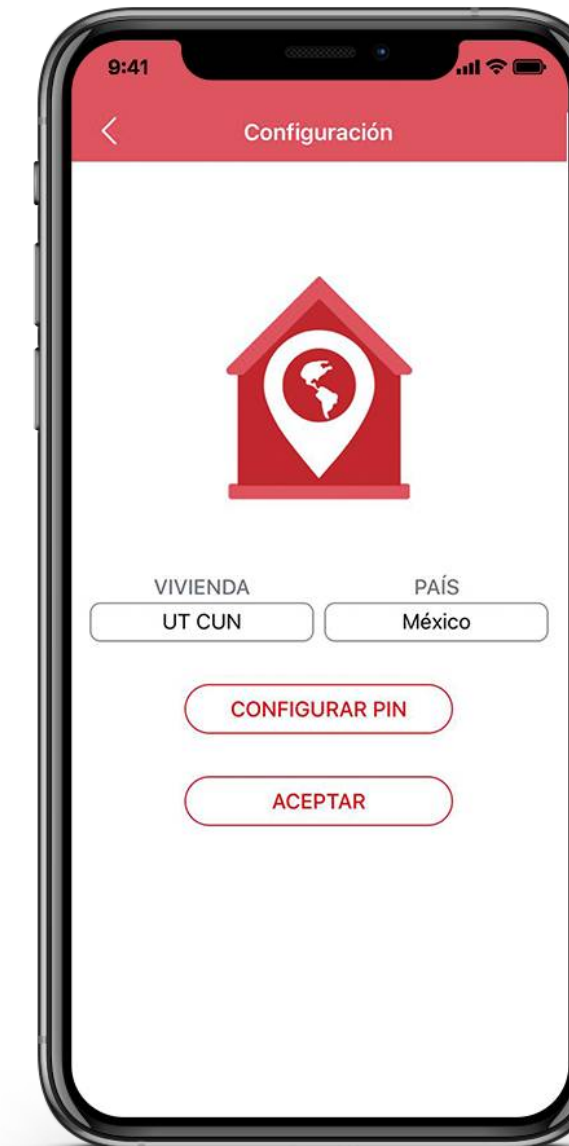 9:41
Configuración
VIVIENDA PAÍS
UT CUN México
CONFIGURAR PIN
ACEPTAR